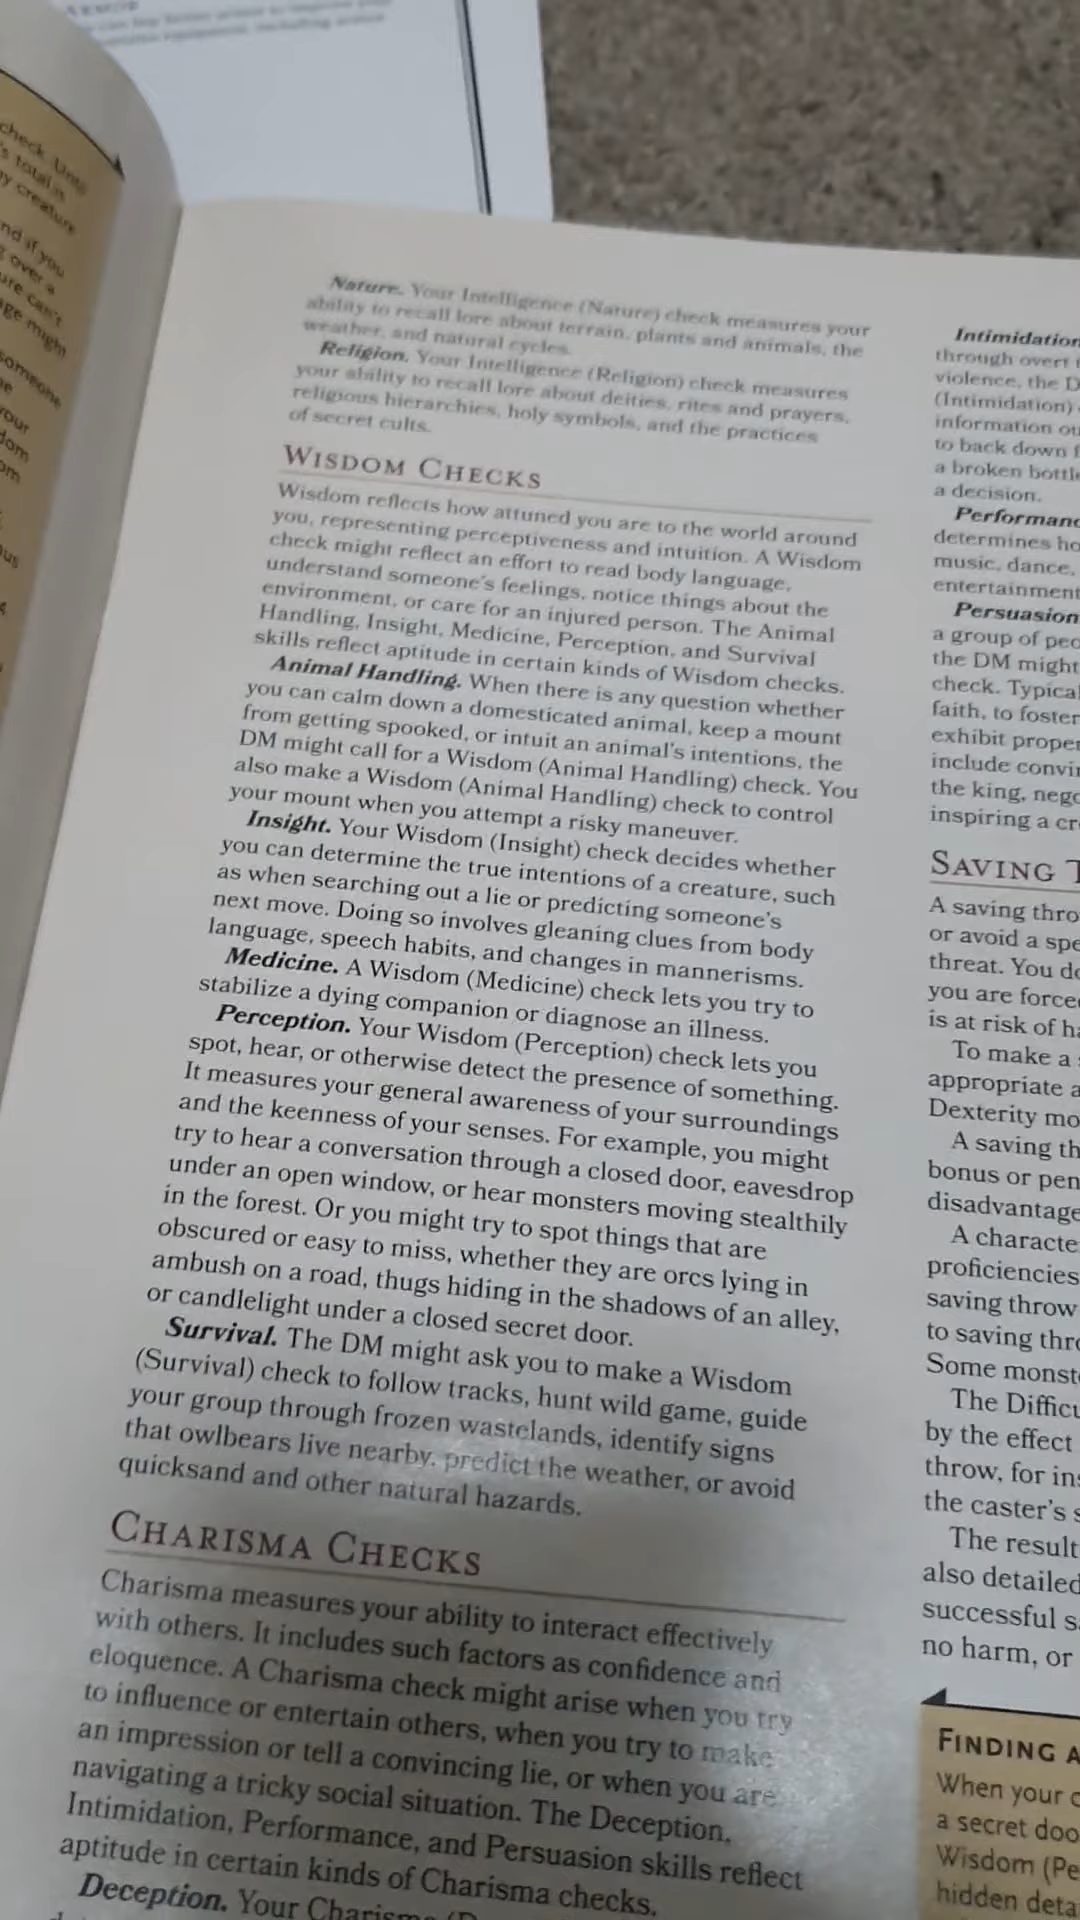 check. Until
's total is
by creature
nd if you
g over a
ure can't
age might
someone
your
dom
om
ous
Nature. Your Intelligence (Nature) check measures your
ability to recall lore about terrain, plants and animals, the
weather, and natural cycles.
Religion. Your Intelligence (Religion) check measures
your ability to recall lore about deities, rites and prayers,
religious hierarchies, holy symbols, and the practices
of secret cults.
WISDOM CHECKS
Wisdom reflects how attuned you are to the world around
you, representing perceptiveness and intuition. A Wisdom
check might reflect an effort to read body language,
understand someone's feelings, notice things about the
environment, or care for an injured person. The Animal
Handling, Insight, Medicine, Perception, and Survival
skills reflect aptitude in certain kinds of Wisdom checks.
Animal Handling. When there is any question whether
you can calm down a domesticated animal, keep a mount
from getting spooked, or intuit an animal's intentions, the
DM might call for a Wisdom (Animal Handling) check. You
also make a Wisdom (Animal Handling) check to control
your mount when you attempt a risky maneuver.
Insight. Your Wisdom (Insight) check decides whether
you can determine the true intentions of a creature, such
as when searching out a lie or predicting someone's
next move. Doing so involves gleaning clues from body
language, speech habits, and changes in mannerisms.
Medicine. A Wisdom (Medicine) check lets you try to
stabilize a dying companion or diagnose an illness.
Perception. Your Wisdom (Perception) check lets you
spot, hear, or otherwise detect the presence of something.
It measures your general awareness of your surroundings
and the keenness of your senses. For example, you might
try to hear a conversation through a closed door, eavesdrop
under an open window, or hear monsters moving stealthily
in the forest. Or you might try to spot things that are
obscured or easy to miss, whether they are orcs lying in
ambush on a road, thugs hiding in the shadows of an alley,
or candlelight under a closed secret door.
Survival. The DM might ask you to make a Wisdom
(Survival) check to follow tracks, hunt wild game, guide
your group through frozen wastelands, identify signs
that owlbears live nearby, predict the weather, or avoid
quicksand and other natural hazards.
CHARISMA CHECKS
Charisma measures your ability to interact effectively
with others. It includes such factors as confidence and
eloquence. A Charisma check might arise when you try
to influence or entertain others, when you try to make
an impression or tell a convincing lie, or when you are
navigating a tricky social situation. The Deception,
Intimidation, Performance, and Persuasion skills reflect
aptitude in certain kinds of Charisma checks.
Deception. Your Charisma
Intimidation
through overt
violence, the D
(Intimidation)
information ou
to back down f
a broken bottle
a decision.
Performanc
determines ho
music, dance,
entertainment
Persuasion
a group of peo
the DM might
check. Typical
faith, to foster
exhibit proper
include convin
the king, nego
inspiring a cr
SAVING T
A saving thro
or avoid a spe
threat. You do
you are force
is at risk of ha
To make a
appropriate a
Dexterity mo
A saving th
bonus or pen
disadvantage
A characte
proficiencies
saving throw
to saving thro
Some monst
The Difficu
by the effect
throw, for ins
the caster's s
The result
also detailed
successful s
no harm, or
FINDING A
When your c
a secret doo
Wisdom (Pe
hidden deta